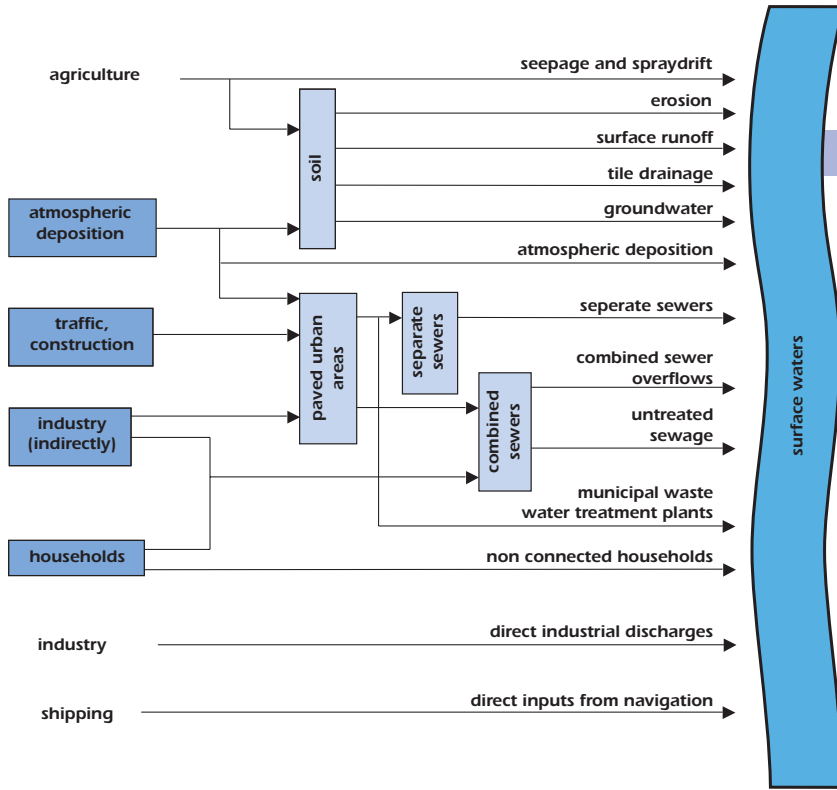 agriculture
seepage and spraydrift
erosion
surface runoff
soil
tile drainage
groundwater
atmospheric
deposition
atmospheric deposition
traffic,
construction
paved urban
areas
separate
sewers
seperate sewers
combined sewer
overflows
industry
(indirectly)
combined
sewers
untreated
sewage
municipal waste
water treatment plants
households
non connected households
industry
direct industrial discharges
shipping
direct inputs from navigation
surface waters